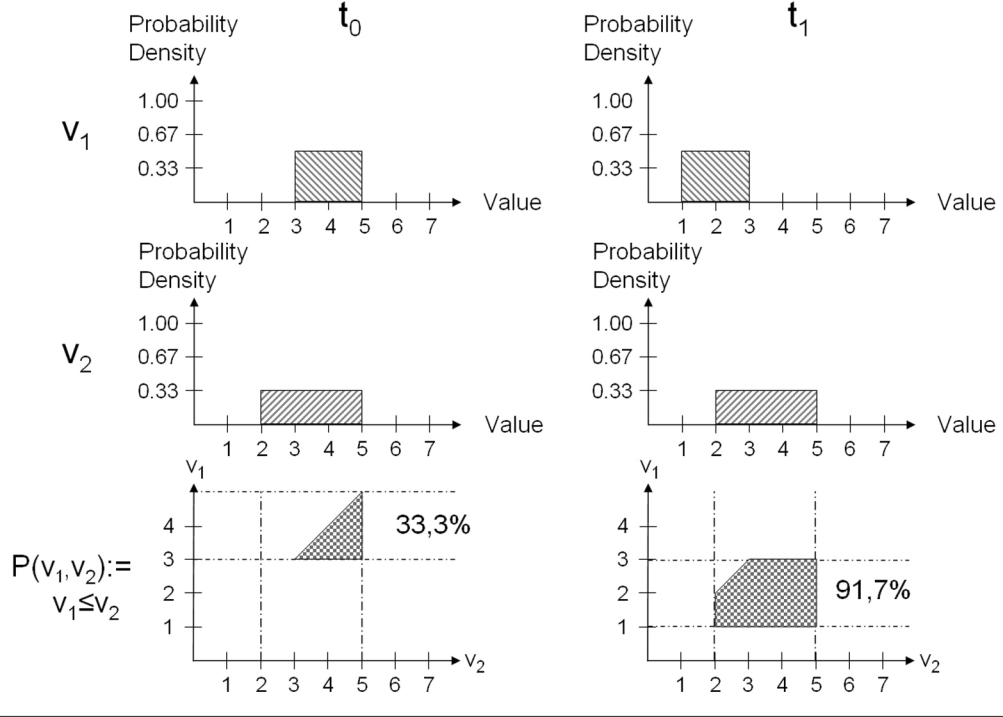 t0
t1
Probability
Density
Probability
Density
v1
1.00
0.67
0.33
1 2 3 4 5 6 7
Value
1.00
0.67
0.33
1 2 3 4 5 6 7
Value
Probability
Density
Probability
Density
v2
1.00
0.67
0.33
1 2 3 4 5 6 7
Value
1.00
0.67
0.33
1 2 3 4 5 6 7
Value
P(v1,v2):=
v1≤v2
v1
4
3
2
1
33,3%
1 2 3 4 5 6 7
v2
v1
4
3
2
1
91,7%
1 2 3 4 5 6 7
v2